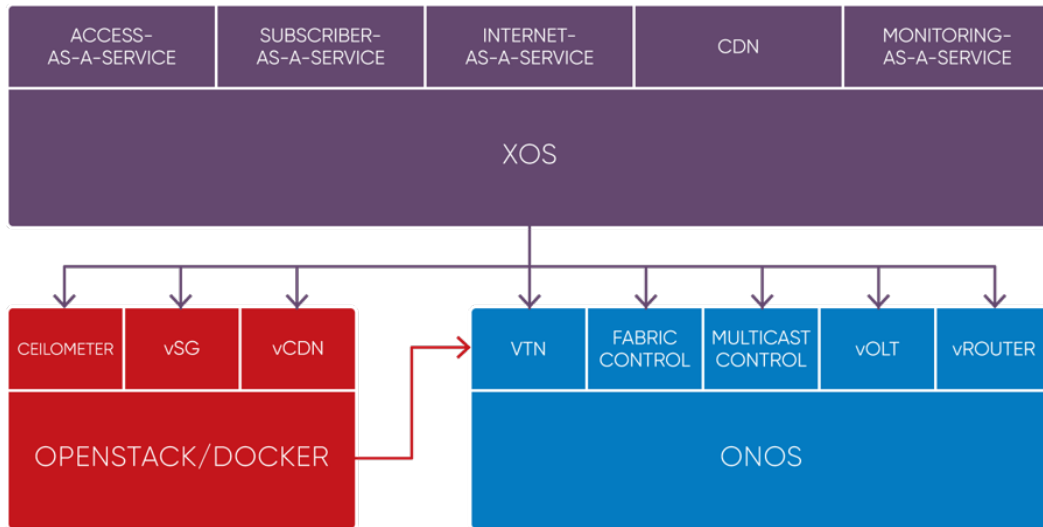 ACCESS-
AS-A-SERVICE
SUBSCRIBER-
AS-A-SERVICE
INTERNET-
AS-A-SERVICE
CDN
MONITORING-
AS-A-SERVICE
XOS
CEILOMETER
vSG
vCDN
VTN
FABRIC
CONTROL
MULTICAST
CONTROL
vOLT
vROUTER
OPENSTACK/DOCKER
ONOS